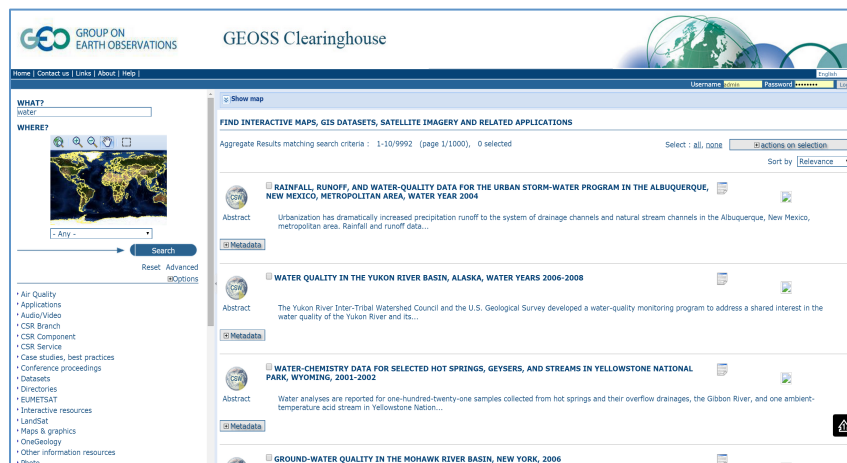 GEO GROUP ON
EARTH OBSERVATIONS
GEOSS Clearinghouse
Home | Contact us | Links | About | Help |
English
Username admin Password ••••••••
WHAT?
water
WHERE?
- Any -
Search
Reset Advanced
Options
Air Quality
Applications
Audio/Video
CSR Branch
CSR Component
CSR Service
Case studies, best practices
Conference proceedings
Datasets
Directories
EUMETSAT
Interactive resources
LandSat
Maps & graphics
OneGeology
Other information resources
Photo
Show map
FIND INTERACTIVE MAPS, GIS DATASETS, SATELLITE IMAGERY AND RELATED APPLICATIONS
Aggregate Results matching search criteria : 1-10/9992 (page 1/1000), 0 selected
Select : all, none
actions on selection
Sort by Relevance
CSW
RAINFALL, RUNOFF, AND WATER-QUALITY DATA FOR THE URBAN STORM-WATER PROGRAM IN THE ALBUQUERQUE,
NEW MEXICO, METROPOLITAN AREA, WATER YEAR 2004
Abstract Urbanization has dramatically increased precipitation runoff to the system of drainage channels and natural stream channels in the Albuquerque, New Mexico,
metropolitan area. Rainfall and runoff data...
Metadata
CSW
WATER QUALITY IN THE YUKON RIVER BASIN, ALASKA, WATER YEARS 2006-2008
Abstract The Yukon River Inter-Tribal Watershed Council and the U.S. Geological Survey developed a water-quality monitoring program to address a shared interest in the
water quality of the Yukon River and its...
Metadata
CSW
WATER-CHEMISTRY DATA FOR SELECTED HOT SPRINGS, GEYSERS, AND STREAMS IN YELLOWSTONE NATIONAL
PARK, WYOMING, 2001-2002
Abstract Water analyses are reported for one-hundred-twenty-one samples collected from hot springs and their overflow drainages, the Gibbon River, and one ambient-
temperature acid stream in Yellowstone Nation...
Metadata
GROUND-WATER QUALITY IN THE MOHAWK RIVER BASIN, NEW YORK, 2006